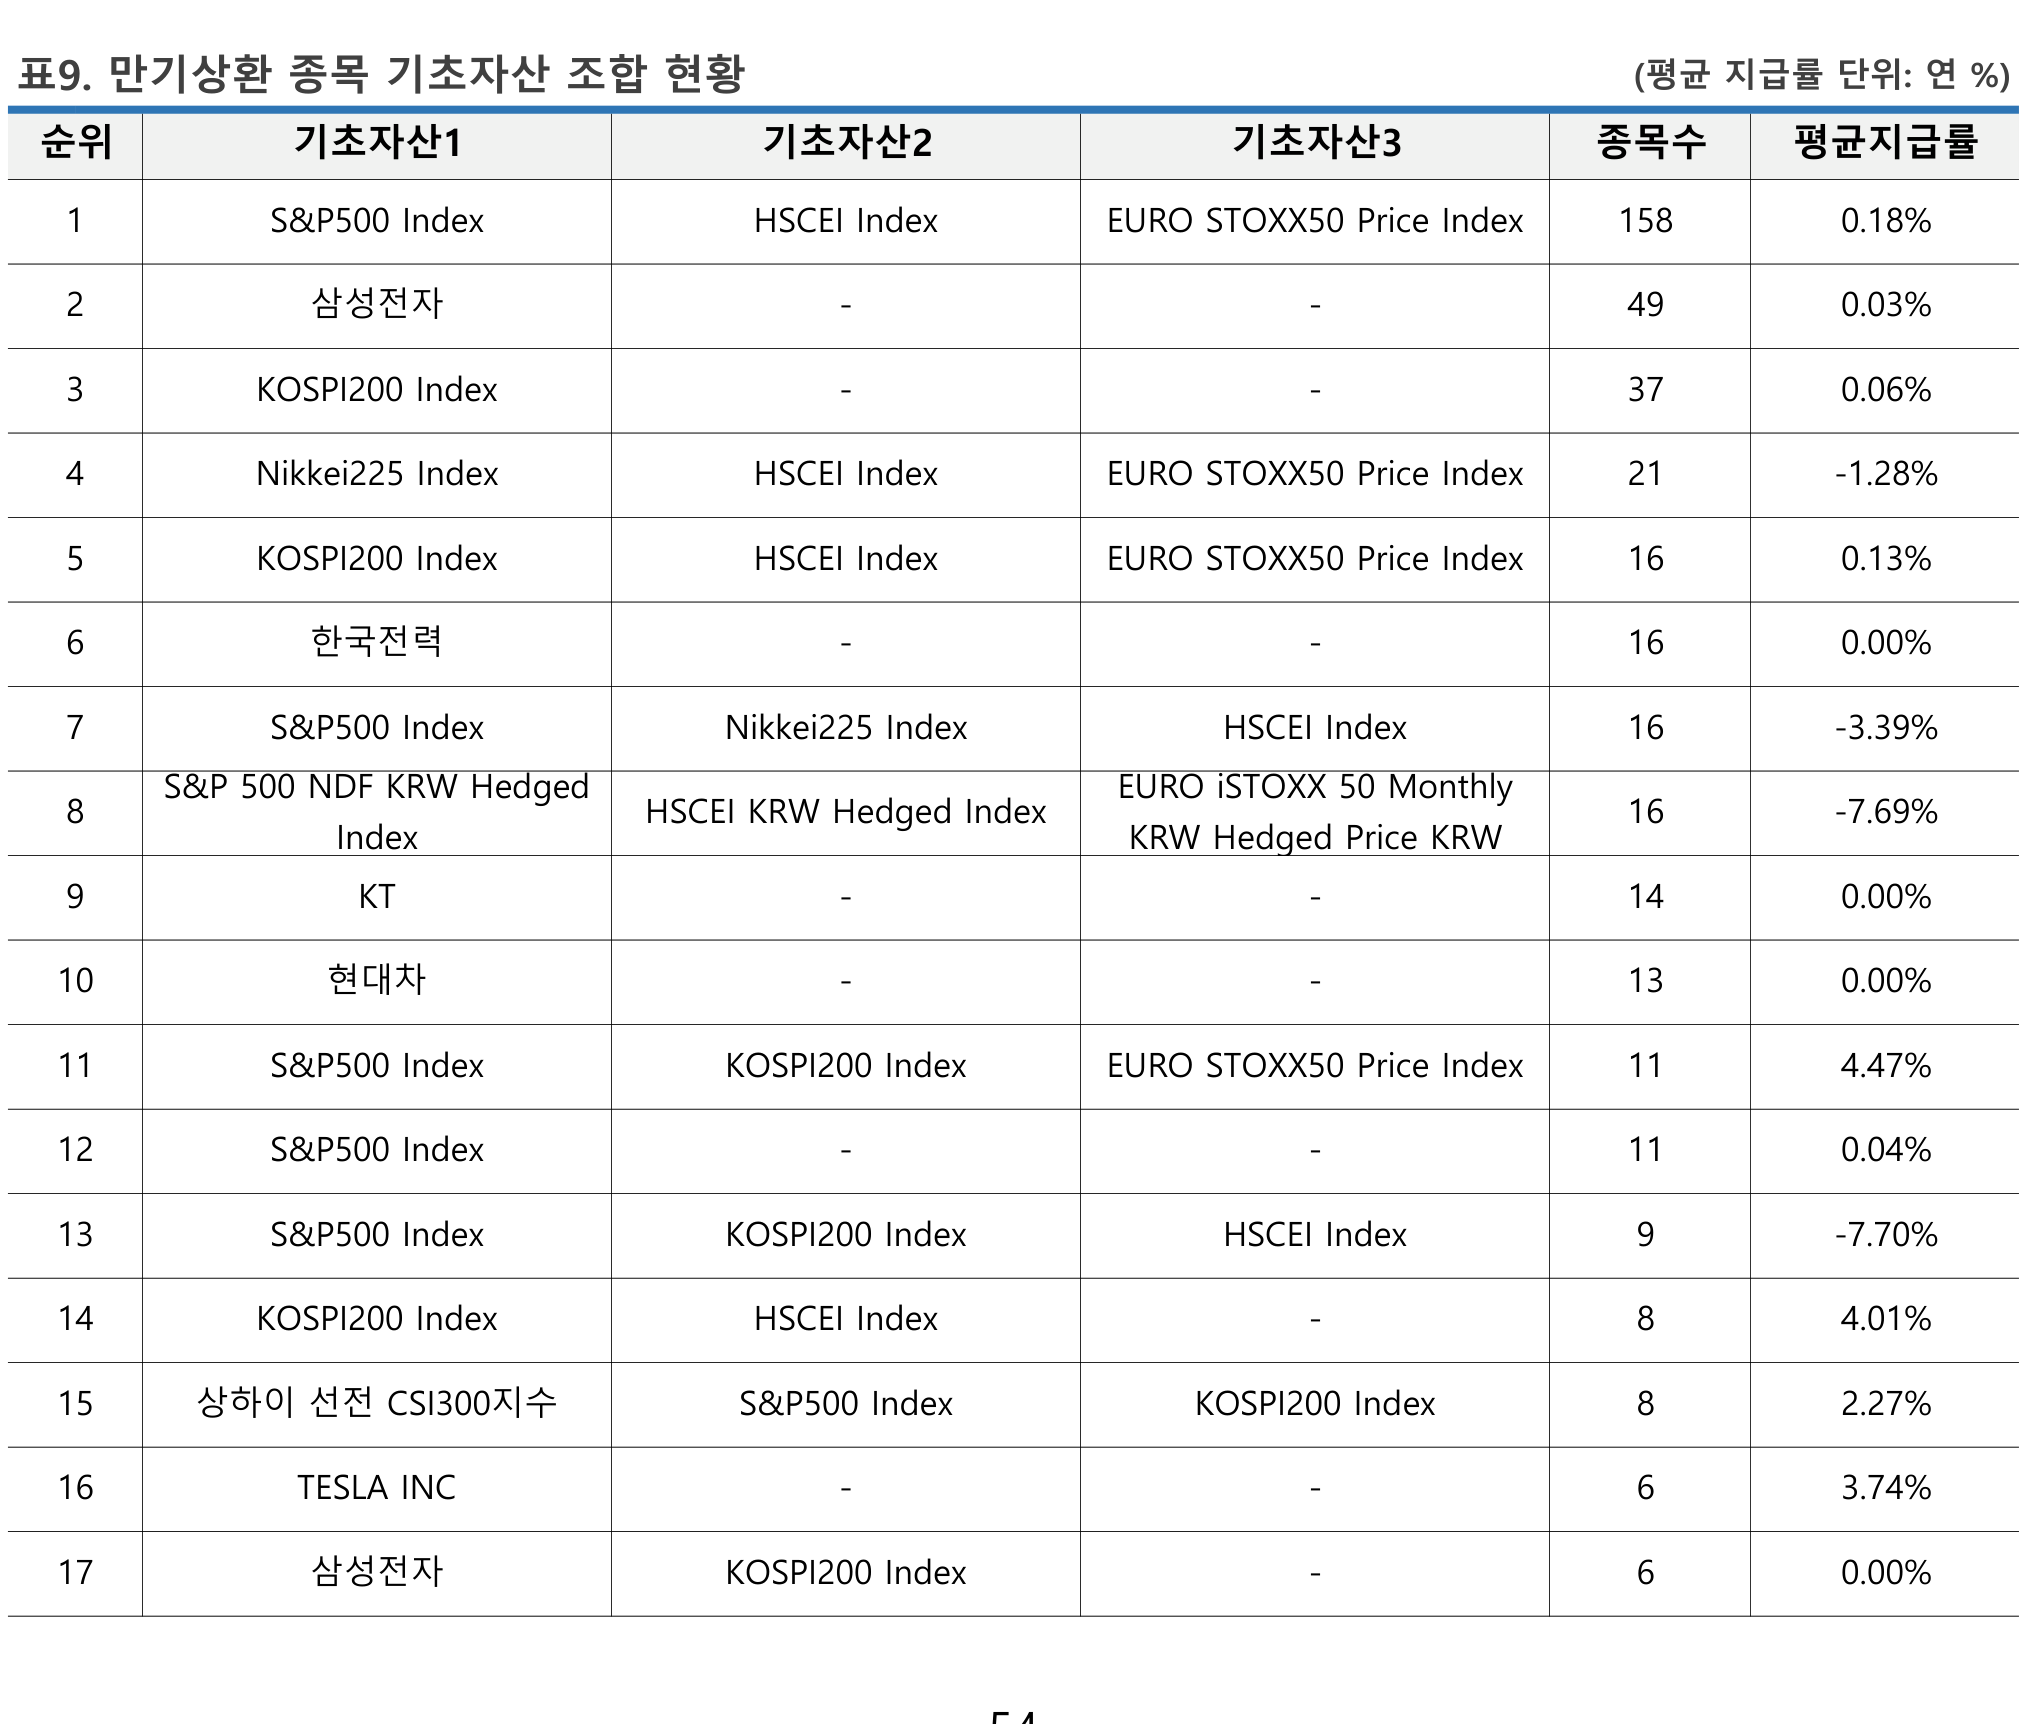 표9. 만기상환 종목 기초자산 조합 현황 (평균 지급률 단위: 연 %)
순위 기초자산1 기초자산2 기초자산3 종목수 평균지급률
1 S&P500 Index HSCEI Index EURO STOXX50 Price Index 158 0.18%
2 삼성전자 - - 49 0.03%
3 KOSPI200 Index - - 37 0.06%
4 Nikkei225 Index HSCEI Index EURO STOXX50 Price Index 21 -1.28%
5 KOSPI200 Index HSCEI Index EURO STOXX50 Price Index 16 0.13%
6 한국전력 - - 16 0.00%
7 S&P500 Index Nikkei225 Index HSCEI Index 16 -3.39%
8 S&P 500 NDF KRW Hedged Index HSCEI KRW Hedged Index EURO iSTOXX 50 Monthly KRW Hedged Price KRW 16 -7.69%
9 KT - - 14 0.00%
10 현대차 - - 13 0.00%
11 S&P500 Index KOSPI200 Index EURO STOXX50 Price Index 11 4.47%
12 S&P500 Index - - 11 0.04%
13 S&P500 Index KOSPI200 Index HSCEI Index 9 -7.70%
14 KOSPI200 Index HSCEI Index - 8 4.01%
15 상하이 선전 CSI300지수 S&P500 Index KOSPI200 Index 8 2.27%
16 TESLA INC - - 6 3.74%
17 삼성전자 KOSPI200 Index - 6 0.00%
54